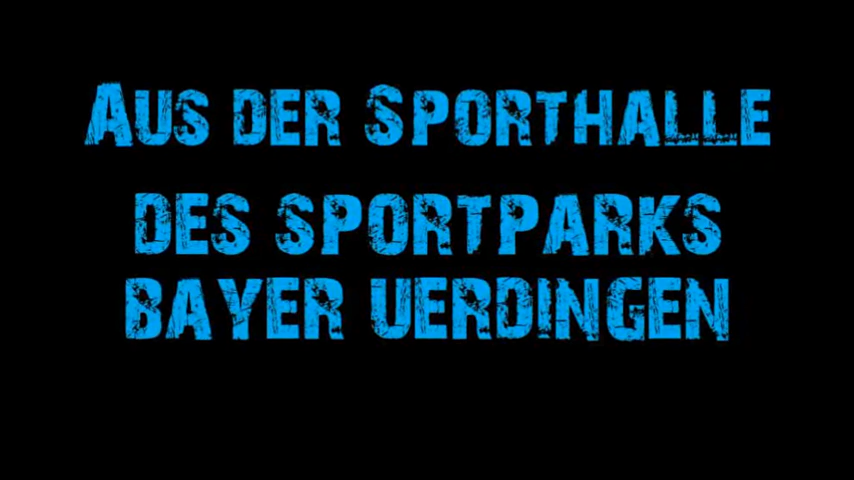 AUS DER SPORTHALLE
DES SPORTPARKS
BAYER UERDINGEN